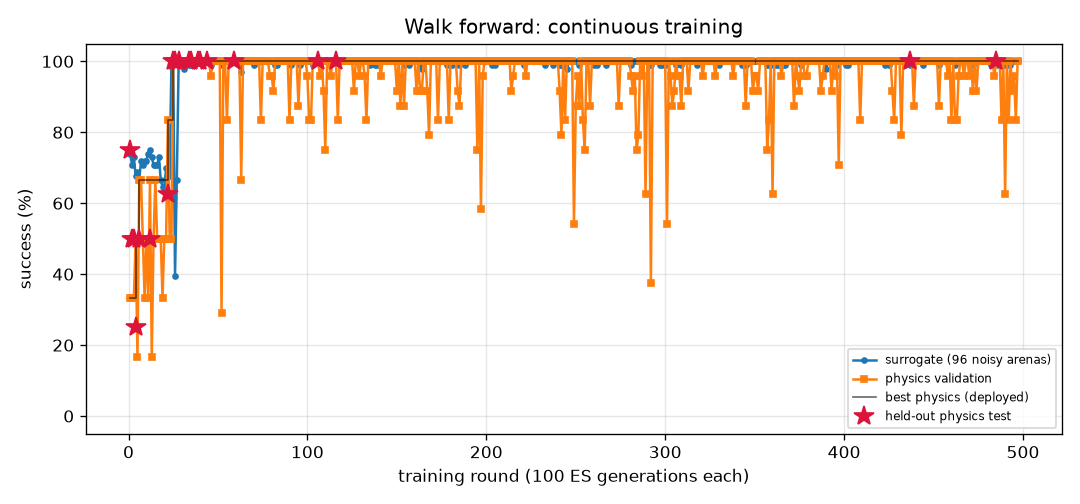 Walk forward: continuous training
success (%)
100
80
60
40
20
0
surrogate (96 noisy arenas)
physics validation
best physics (deployed)
held-out physics test
0
100
200
300
400
500
training round (100 ES generations each)